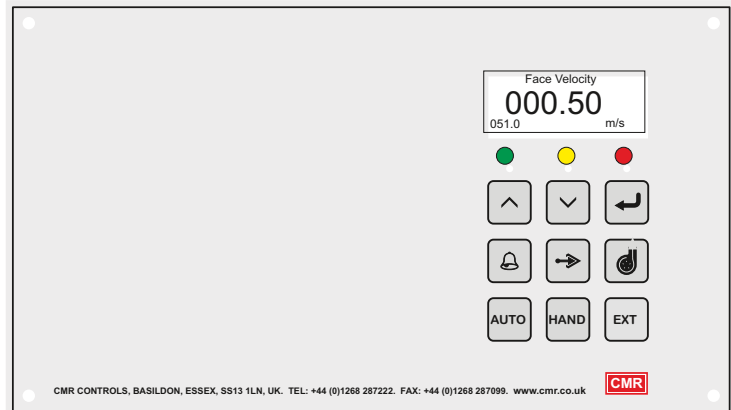 Face Velocity
000.50
051.0 m/s
AUTO HAND EXT
CMR CONTROLS, BASILDON, ESSEX, SS13 1LN, UK. TEL: +44 (0)1268 287222. FAX: +44 (0)1268 287099. www.cmr.co.uk
CMR